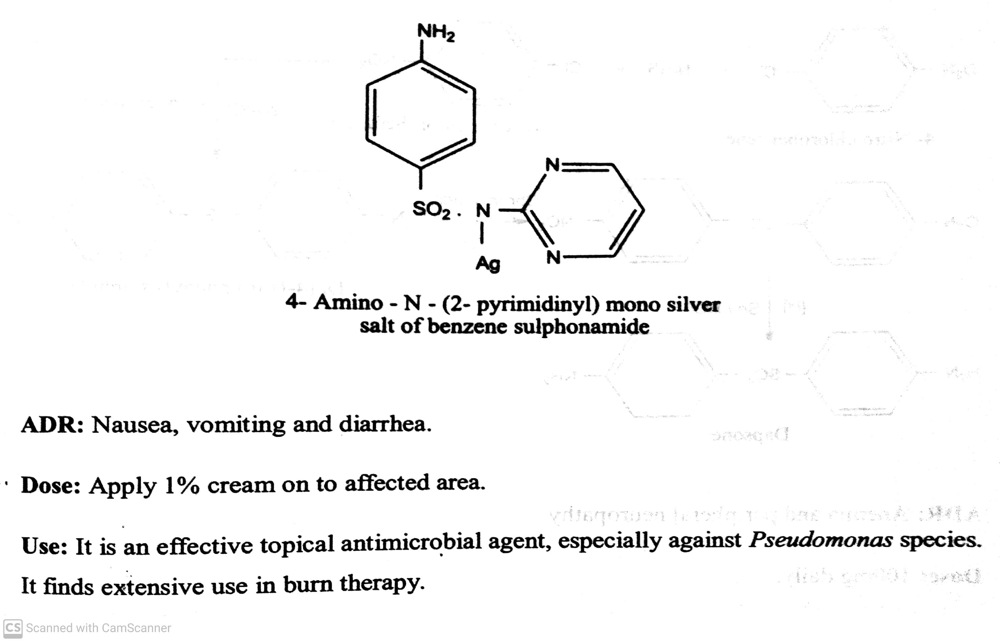 NH₂
N
SO₂. N
N
Ag
4- Amino - N - (2- pyrimidinyl) mono silver
salt of benzene sulphonamide
ADR: Nausea, vomiting and diarrhea.
Dapsone
Dose: Apply 1% cream on to affected area.
Use: It is an effective topical antimicrobial agent, especially against Pseudomonas species.
It finds extensive use in burn therapy.
CS Scanned with CamScanner